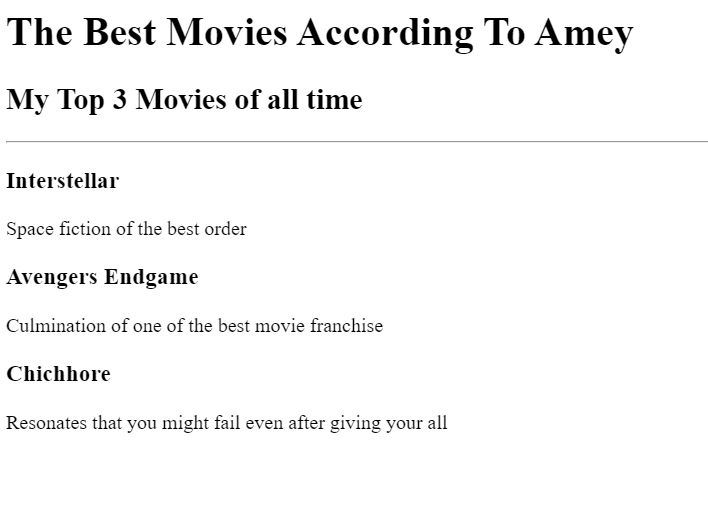 The Best Movies According To Amey
My Top 3 Movies of all time
Interstellar
Space fiction of the best order
Avengers Endgame
Culmination of one of the best movie franchise
Chichhore
Resonates that you might fail even after giving your all